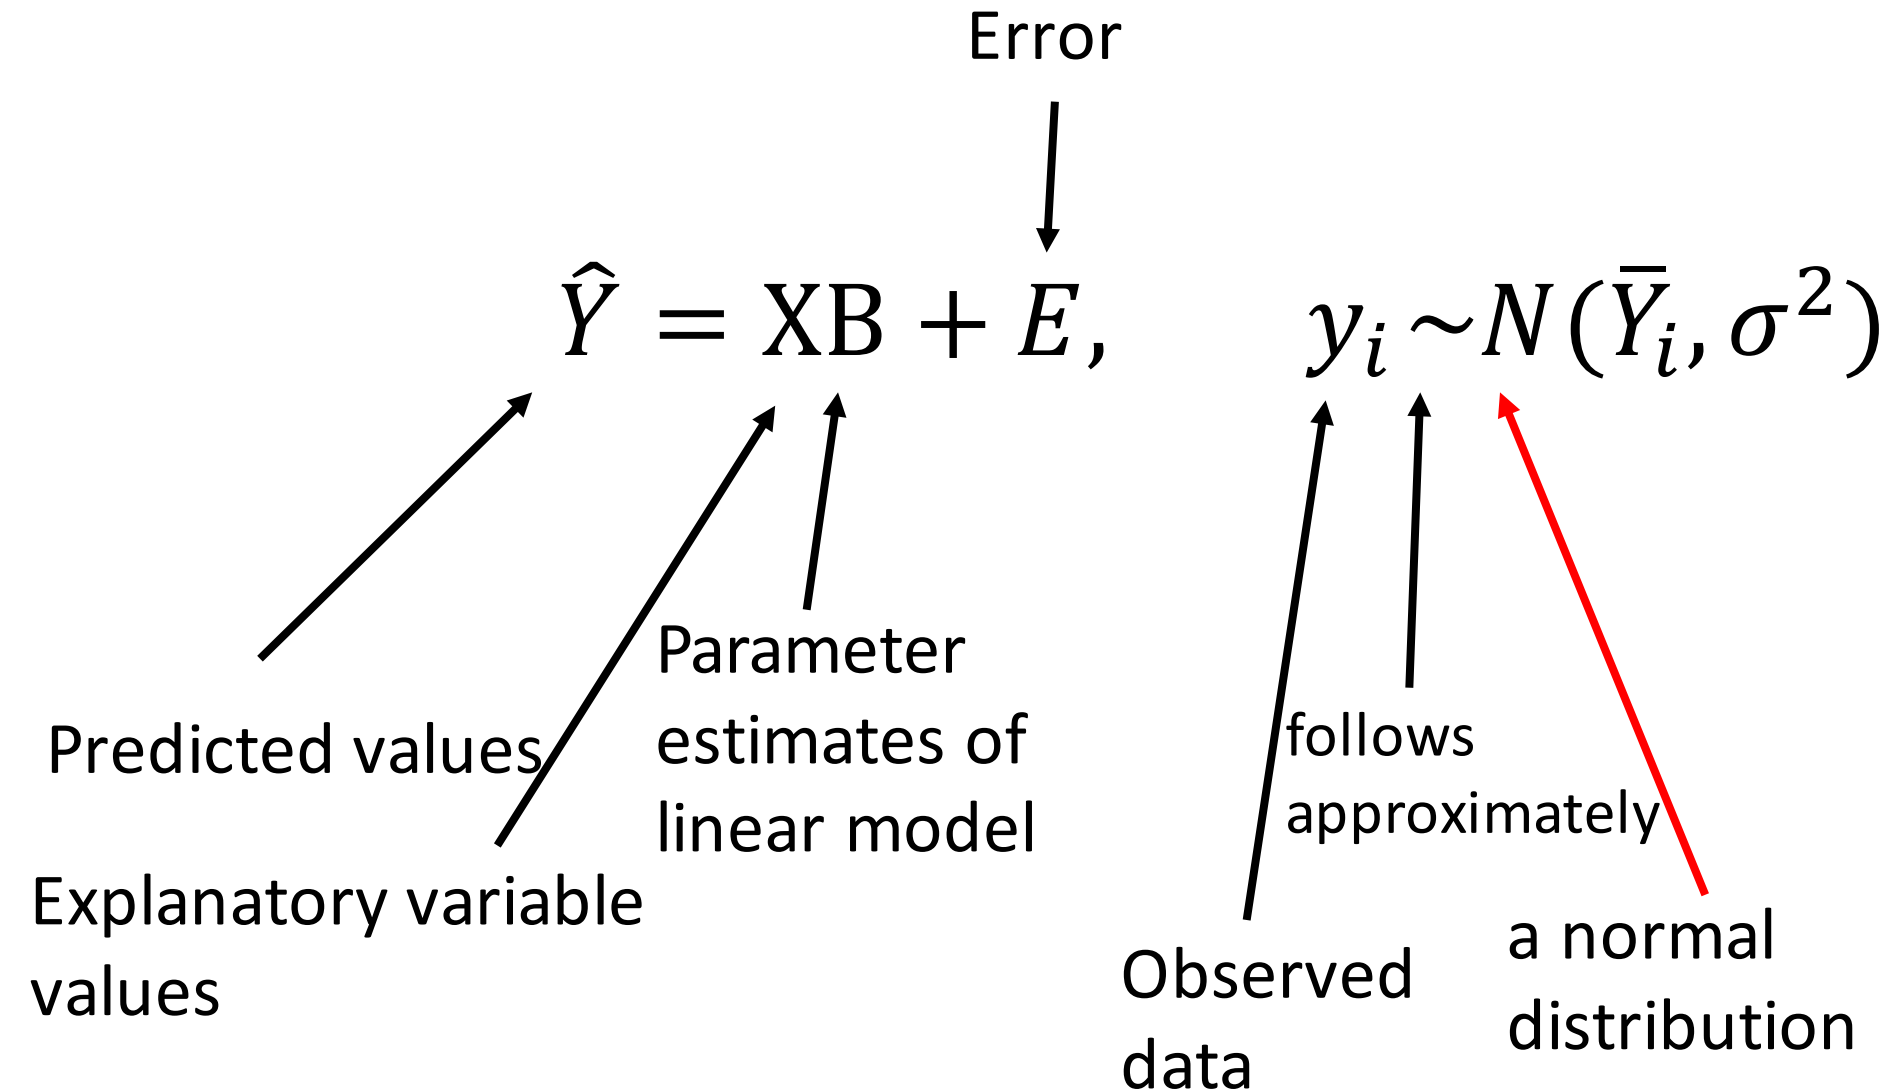 Error
Ŷ = XB + E, yᵢ ~N(Ȳᵢ, σ²)
Predicted values
Explanatory variable
values
Parameter
estimates of
linear model
follows
approximately
Observed
data
a normal
distribution